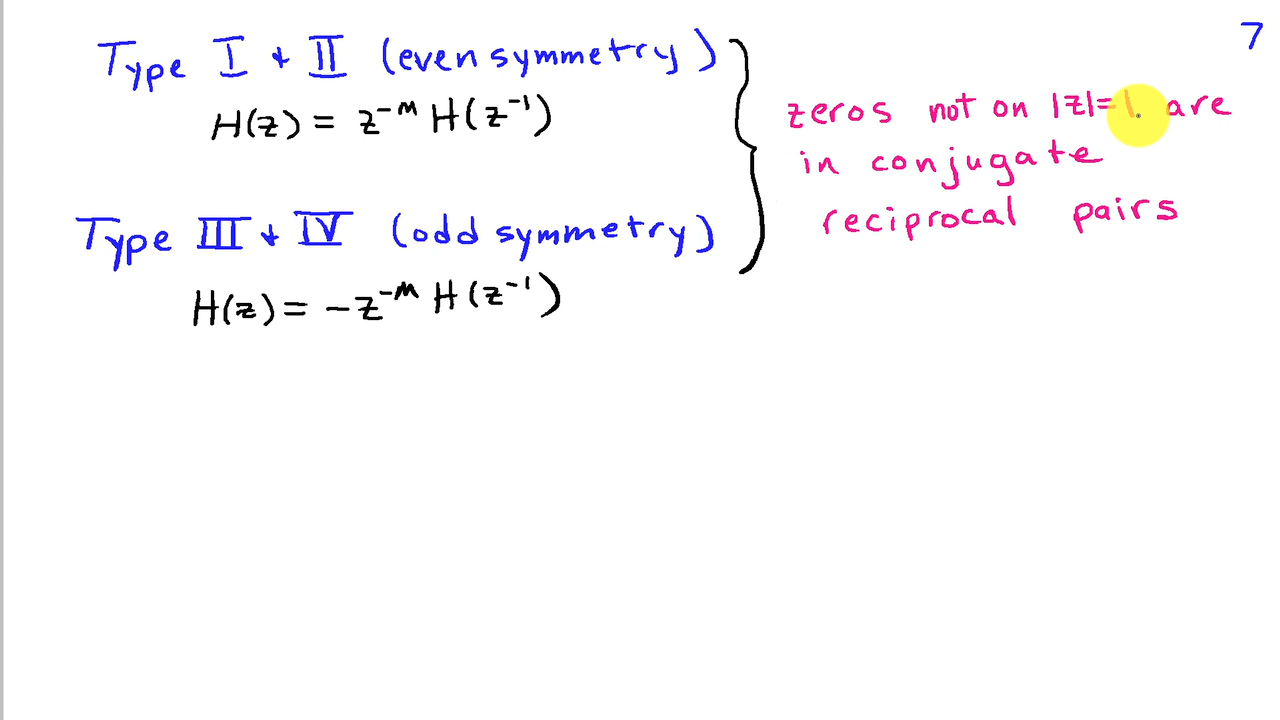 7
Type I + II (even symmetry)
H(z) = z^{-M} H(z^{-1})
zeros not on |z|=1 are
in conjugate
reciprocal pairs
Type III + IV (odd symmetry)
H(z) = -z^{-M} H(z^{-1})